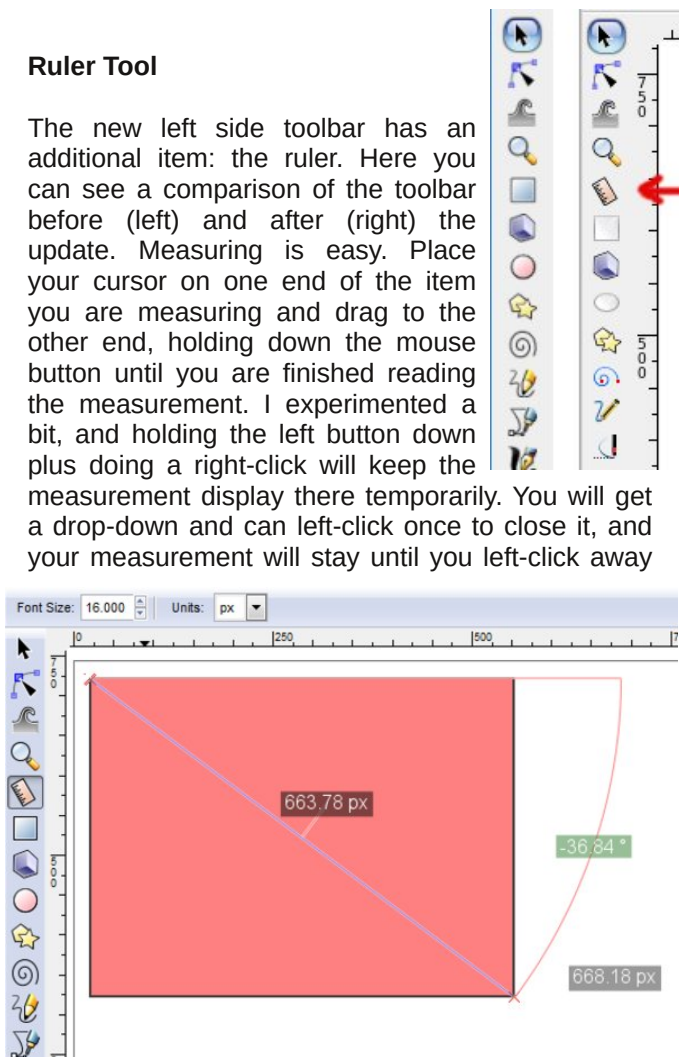 Ruler Tool
The new left side toolbar has an
additional item: the ruler. Here you
can see a comparison of the toolbar
before (left) and after (right) the
update. Measuring is easy. Place
your cursor on one end of the item
you are measuring and drag to the
other end, holding down the mouse
button until you are finished reading
the measurement. I experimented a
bit, and holding the left button down
plus doing a right-click will keep the
measurement display there temporarily. You will get
a drop-down and can left-click once to close it, and
your measurement will stay until you left-click away
750
500
Font Size: 16.000 Units: px
0 250 500 7
750
500
663.78 px
-36.84 °
668.18 px